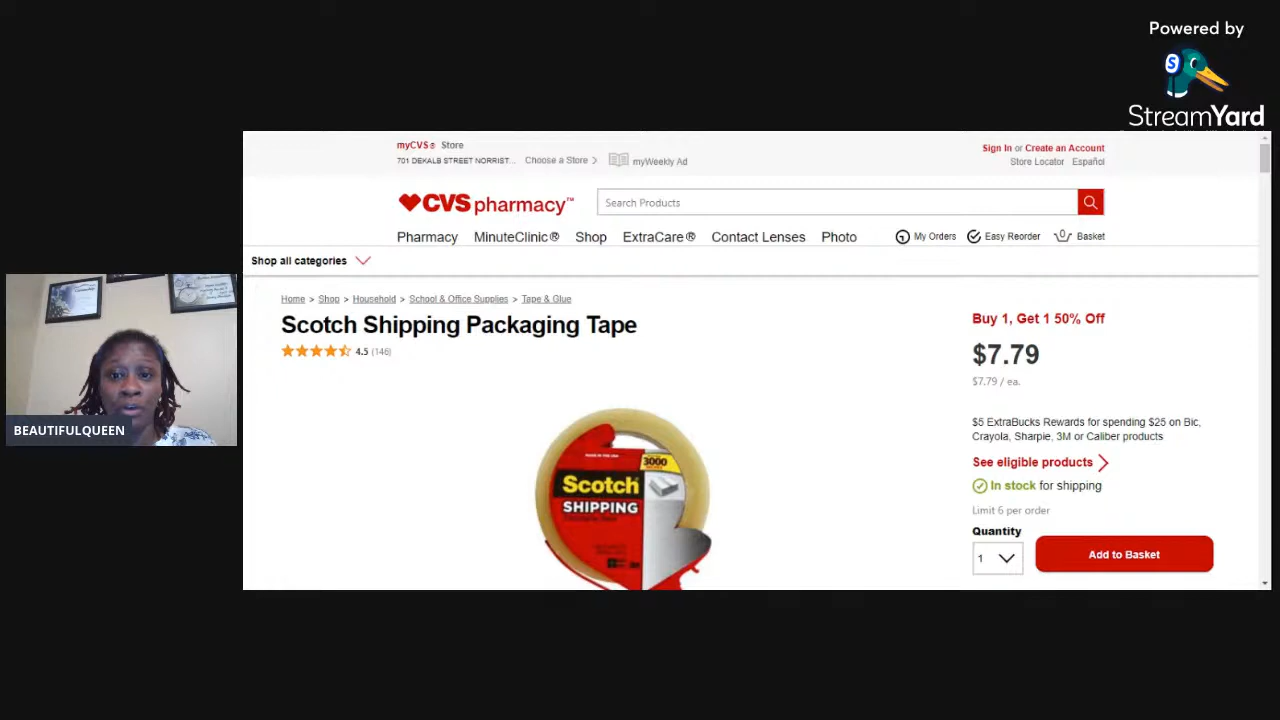 Powered by
S
StreamYard
myCVS® Store
701 DEKALB STREET NORRIST... Choose a Store > myWeekly Ad
Sign In or Create an Account
Store Locator Español
CVS pharmacy™
Search Products
Pharmacy MinuteClinic® Shop ExtraCare® Contact Lenses Photo
My Orders Easy Reorder Basket
Shop all categories
Home > Shop > Household > School & Office Supplies > Tape & Glue
Scotch Shipping Packaging Tape
4.5 (146)
Buy 1, Get 1 50% Off
$7.79
$7.79 / ea.
$5 ExtraBucks Rewards for spending $25 on Bic,
Crayola, Sharpie, 3M or Caliber products
See eligible products
In stock for shipping
Limit 6 per order
Quantity
1
Add to Basket
3000
Scotch
SHIPPING
3M
BEAUTIFULQUEEN